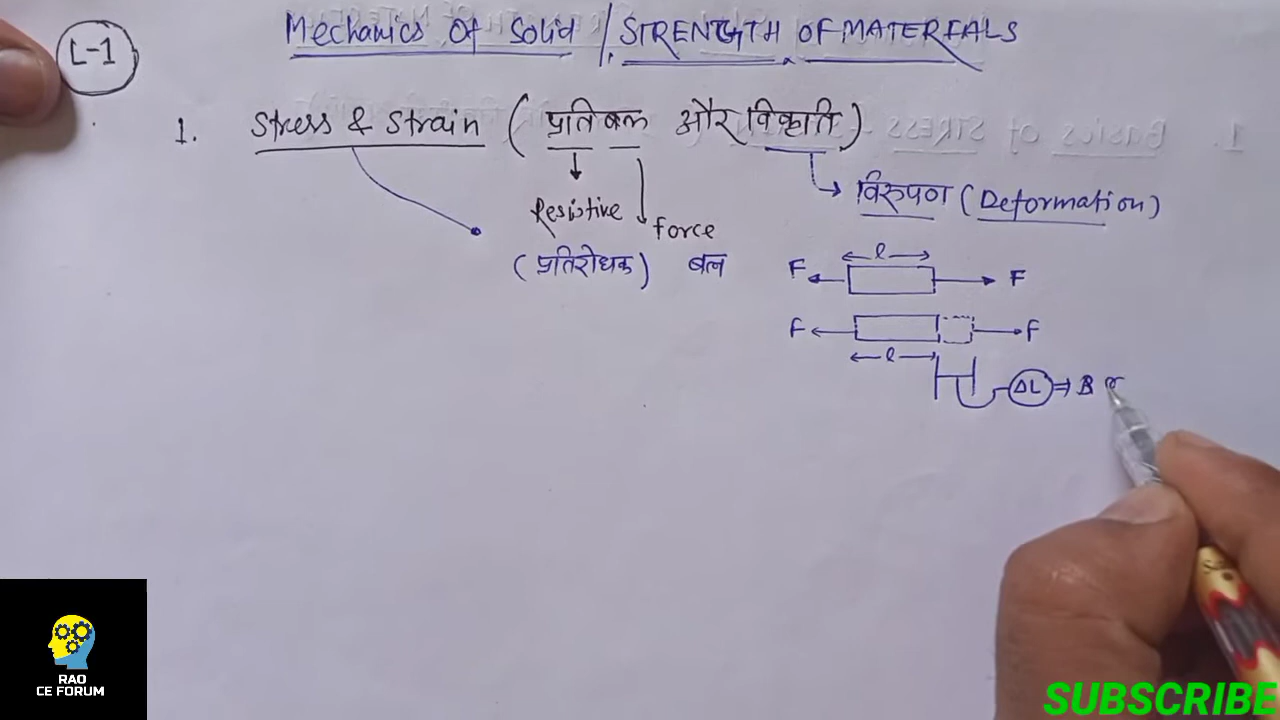 L-1
Mechanics Of Solid / STRENGTH OF MATERIALS
1. Stress & Strain ( प्रतिबल और विकृति )
विरुपण ( Deformation )
Resistive force
( प्रतिरोधक ) बल
l
F F
F F
l
ΔL ⇒ B
RAO
CE FORUM
SUBSCRIBE